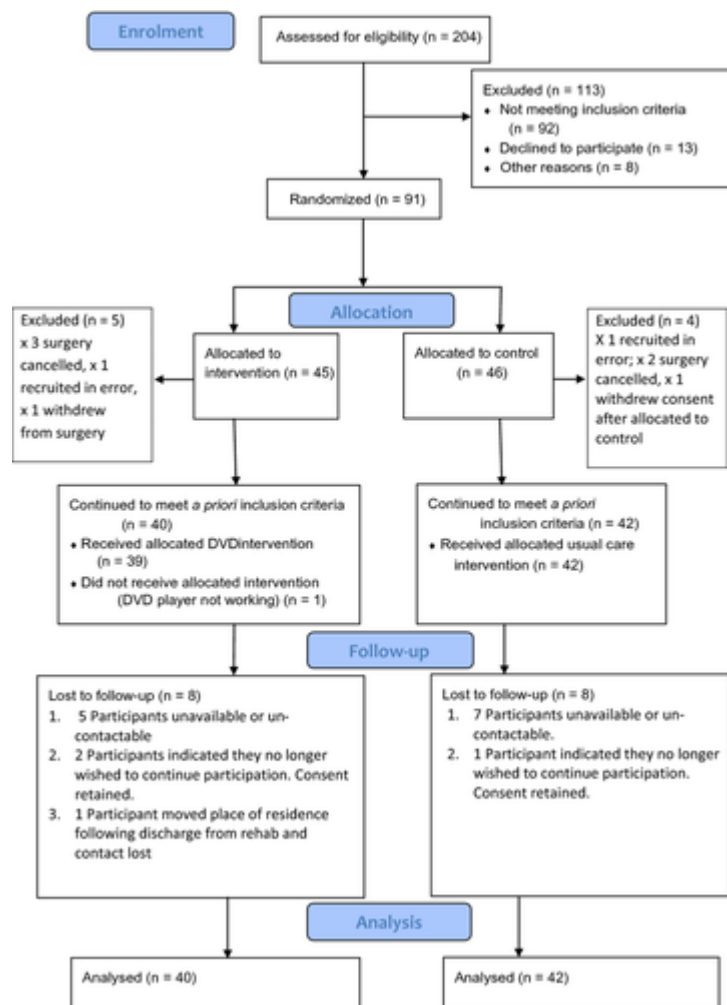 Enrolment
Assessed for eligibility (n = 204)
Excluded (n = 113)
♦ Not meeting inclusion criteria
(n = 92)
♦ Declined to participate (n = 13)
♦ Other reasons (n = 8)
Randomized (n = 91)
Allocation
Excluded (n = 5)
x 3 surgery
cancelled, x 1
recruited in error,
x 1 withdrew
from surgery
Allocated to
intervention (n = 45)
Allocated to control
(n = 46)
Excluded (n = 4)
X 1 recruited in
error; x 2 surgery
cancelled, x 1
withdrew consent
after allocated to
control
Continued to meet a priori inclusion criteria
(n = 40)
♦ Received allocated DVDintervention
(n = 39)
♦ Did not receive allocated intervention
(DVD player not working) (n = 1)
Continued to meet a priori
inclusion criteria (n = 42)
♦ Received allocated usual care
intervention (n = 42)
Follow-up
Lost to follow-up (n = 8)
1. 5 Participants unavailable or un-
contactable
2. 2 Participants indicated they no longer
wished to continue participation. Consent
retained.
3. 1 Participant moved place of residence
following discharge from rehab and
contact lost
Lost to follow-up (n = 8)
1. 7 Participants unavailable or un-
contactable.
2. 1 Participant indicated they no longer
wished to continue participation.
Consent retained.
Analysis
Analysed (n = 40)
Analysed (n = 42)